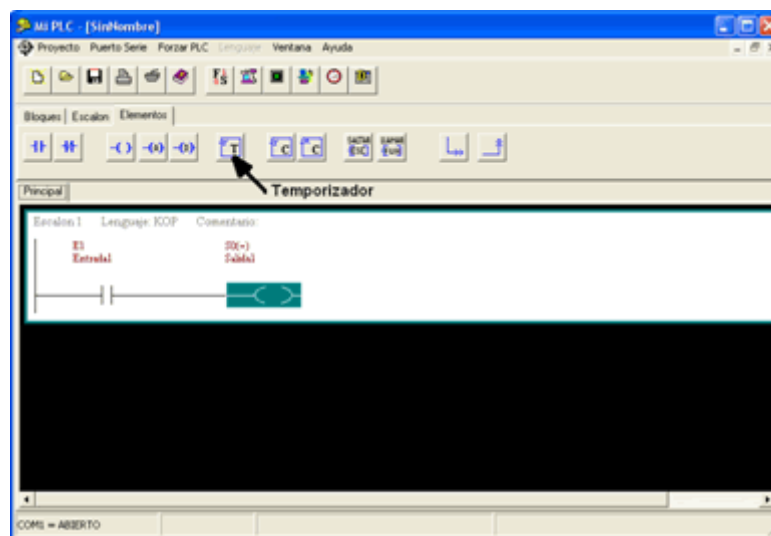 Mi PLC - [SinNombre]
Proyecto Puerto Serie Forzar PLC Lenguaje Ventana Ayuda
Bloques Escalon Elementos
T C C
Principal
Temporizador
Escalon 1 Lenguaje: KOP Comentario:
E1 S0(-)
Entrada1 Salida1
COM1 = ABIERTO